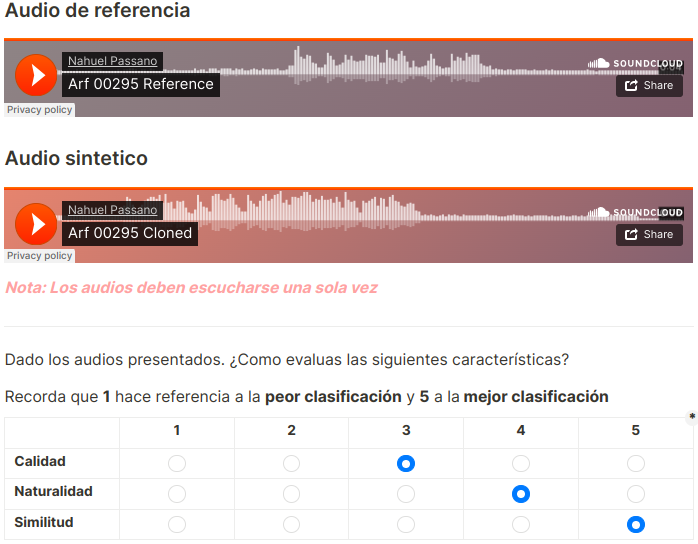 Audio de referencia
Nahuel Passano
Arf 00295 Reference
SOUNDCLOUD
Share
Privacy policy
Audio sintetico
Nahuel Passano
Arf 00295 Cloned
SOUNDCLOUD
Share
Privacy policy
Nota: Los audios deben escucharse una sola vez
Dado los audios presentados. ¿Como evaluas las siguientes características?
Recorda que 1 hace referencia a la peor clasificación y 5 a la mejor clasificación
*
1 2 3 4 5
Calidad
Naturalidad
Similitud